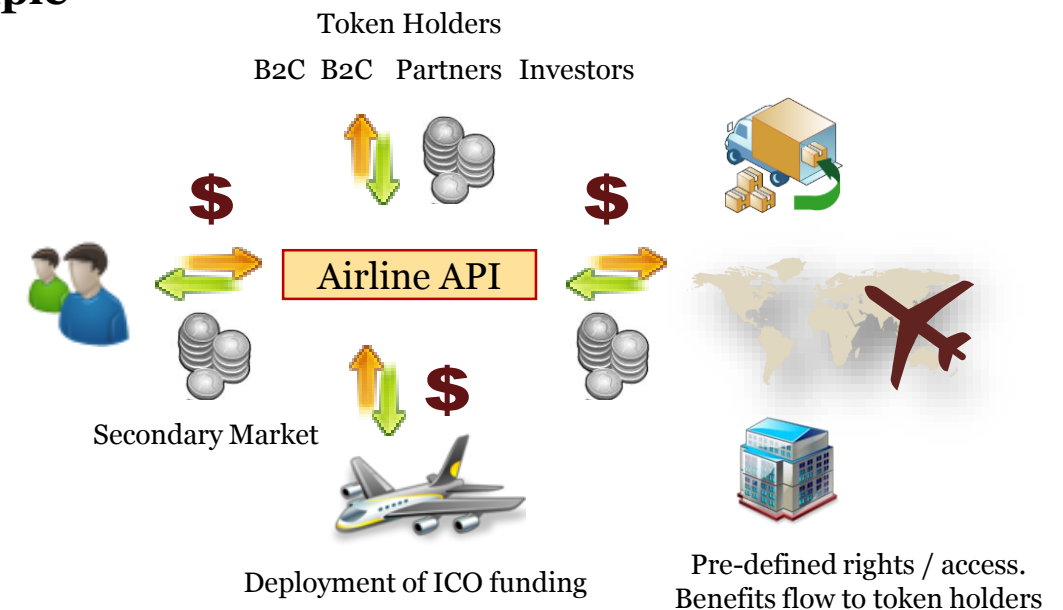 Token Holders
B2C B2C Partners Investors
$ $
Airline API
Secondary Market
$
Deployment of ICO funding
Pre-defined rights / access.
Benefits flow to token holders